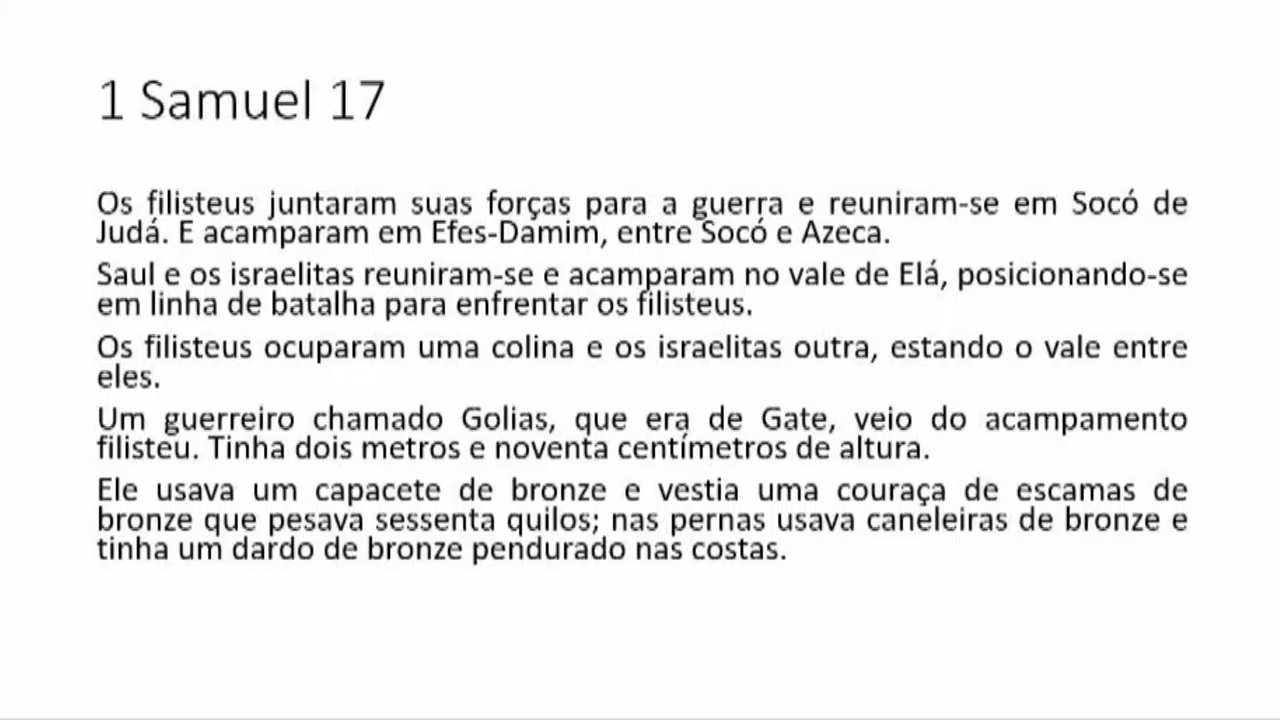 1 Samuel 17
Os filisteus juntaram suas forças para a guerra e reuniram-se em Socó de
Judá. E acamparam em Efes-Damim, entre Socó e Azeca.
Saul e os israelitas reuniram-se e acamparam no vale de Elá, posicionando-se
em linha de batalha para enfrentar os filisteus.
Os filisteus ocuparam uma colina e os israelitas outra, estando o vale entre
eles.
Um guerreiro chamado Golias, que era de Gate, veio do acampamento
filisteu. Tinha dois metros e noventa centímetros de altura.
Ele usava um capacete de bronze e vestia uma couraça de escamas de
bronze que pesava sessenta quilos; nas pernas usava caneleiras de bronze e
tinha um dardo de bronze pendurado nas costas.